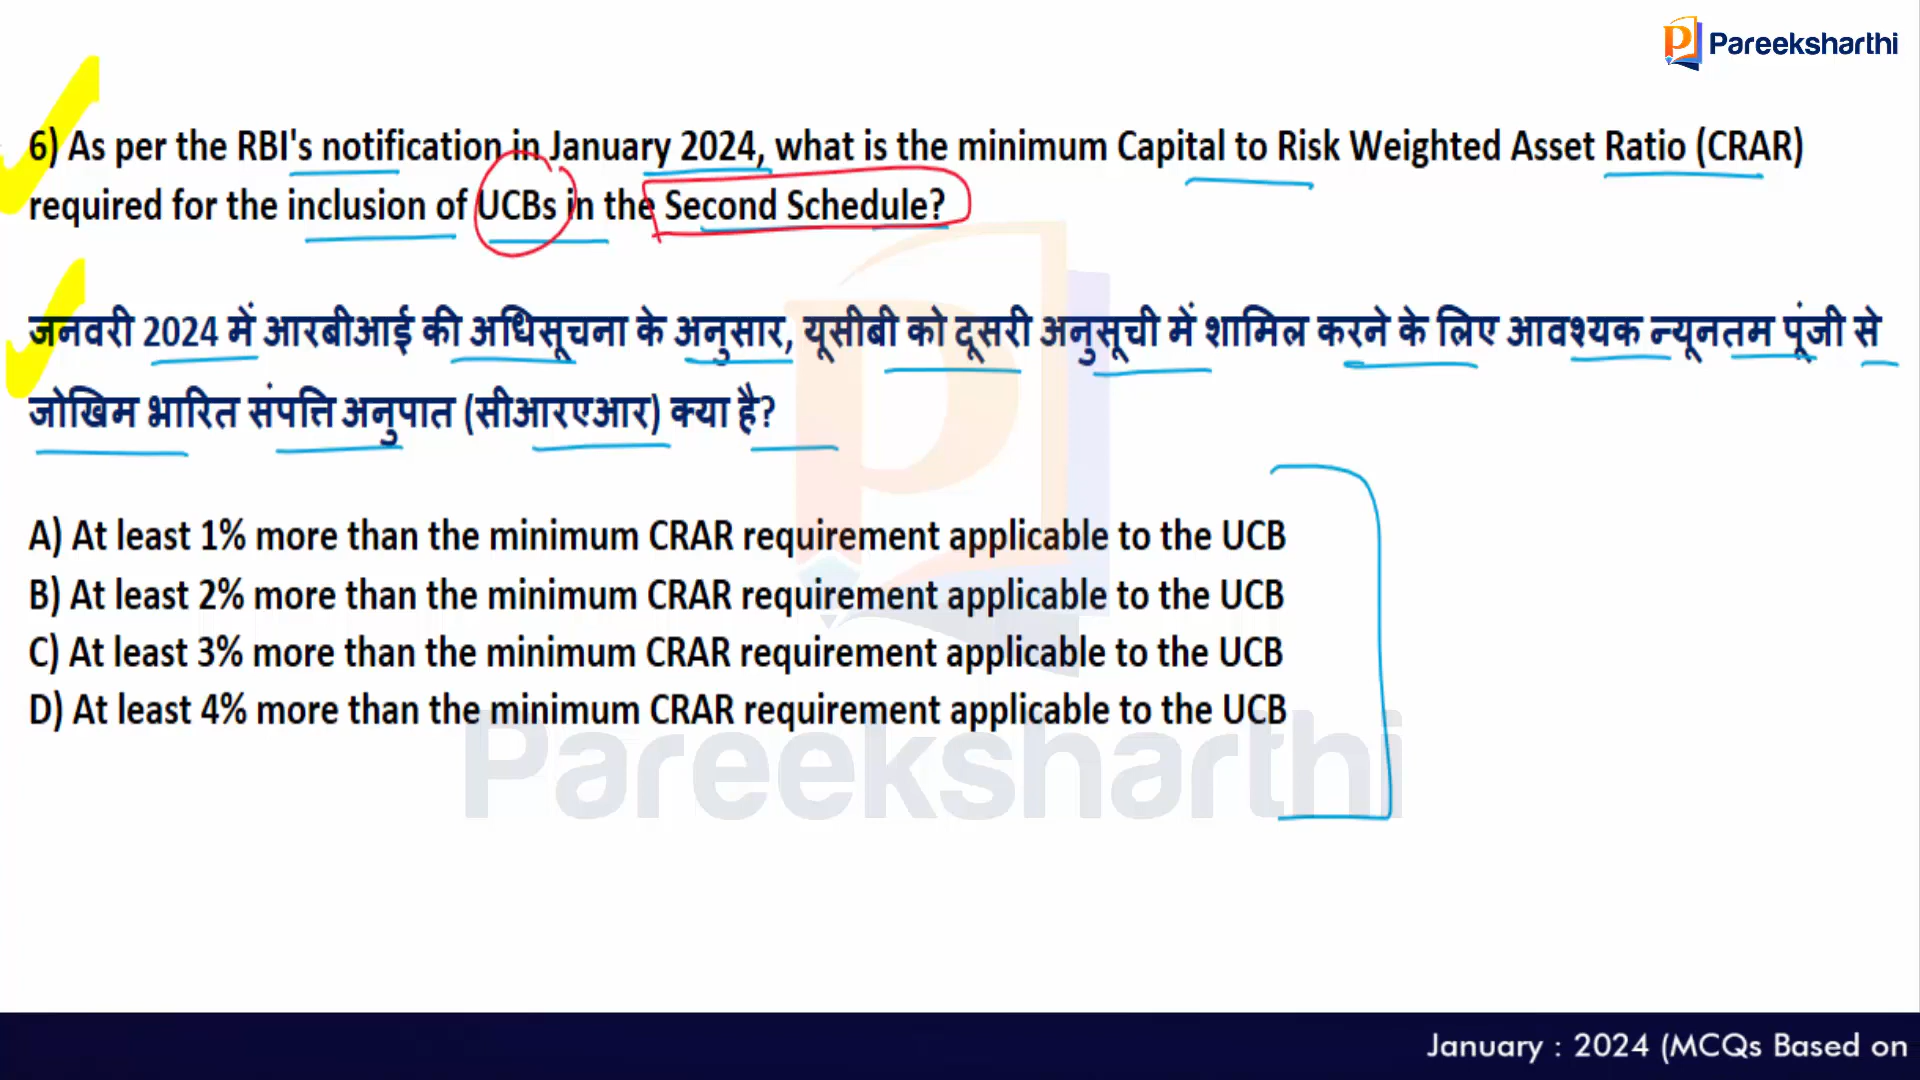 Pareeksharthi
6) As per the RBI's notification in January 2024, what is the minimum Capital to Risk Weighted Asset Ratio (CRAR)
required for the inclusion of UCBs in the Second Schedule?
जनवरी 2024 में आरबीआई की अधिसूचना के अनुसार, यूसीबी को दूसरी अनुसूची में शामिल करने के लिए आवश्यक न्यूनतम पूंजी से
जोखिम भारित संपत्ति अनुपात (सीआरएआर) क्या है?
A) At least 1% more than the minimum CRAR requirement applicable to the UCB
B) At least 2% more than the minimum CRAR requirement applicable to the UCB
C) At least 3% more than the minimum CRAR requirement applicable to the UCB
D) At least 4% more than the minimum CRAR requirement applicable to the UCB
Pareeksharthi
January : 2024 (MCQs Based on